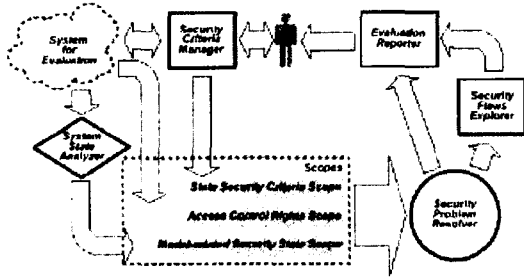 System
for
Evaluation
Security
Criteria
Manager
Evaluation
Reporter
Security
Flaws
Explorer
System
State
Analyzer
Scopes
State Security Criteria Scope
Access Control Rights Scope
Security State Scope
Security
Problem
Resolver